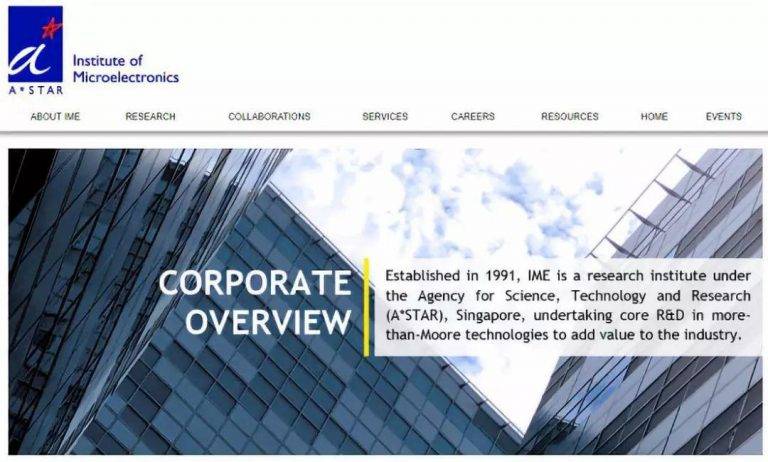 a
A*STAR
Institute of
Microelectronics
ABOUT IME RESEARCH COLLABORATIONS SERVICES CAREERS RESOURCES HOME EVENTS
CORPORATE
OVERVIEW
Established in 1991, IME is a research institute under
the Agency for Science, Technology and Research
(A*STAR), Singapore, undertaking core R&D in more-
than-Moore technologies to add value to the industry.